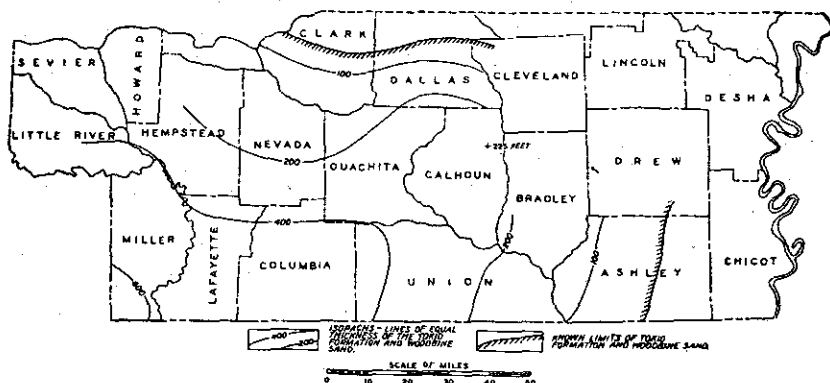 CLARK
SEVIER
HOWARD
100
DALLAS
CLEVELAND
LINCOLN
DESHA
LITTLE RIVER
HEMPSTEAD
NEVADA
200
+ 225 FEET
OUACHITA
CALHOUN
DREW
BRADLEY
400
MILLER
LAFAYETTE
COLUMBIA
UNION
ASHLEY
CHICOT
400
200
ISOPACHS - LINES OF EQUAL
THICKNESS OF THE TOKIO
FORMATION AND WOODBINE
SAND.
KNOWN LIMITS OF TOKIO
FORMATION AND WOODBINE SAND.
SCALE OF MILES
0 10 20 30 40 50